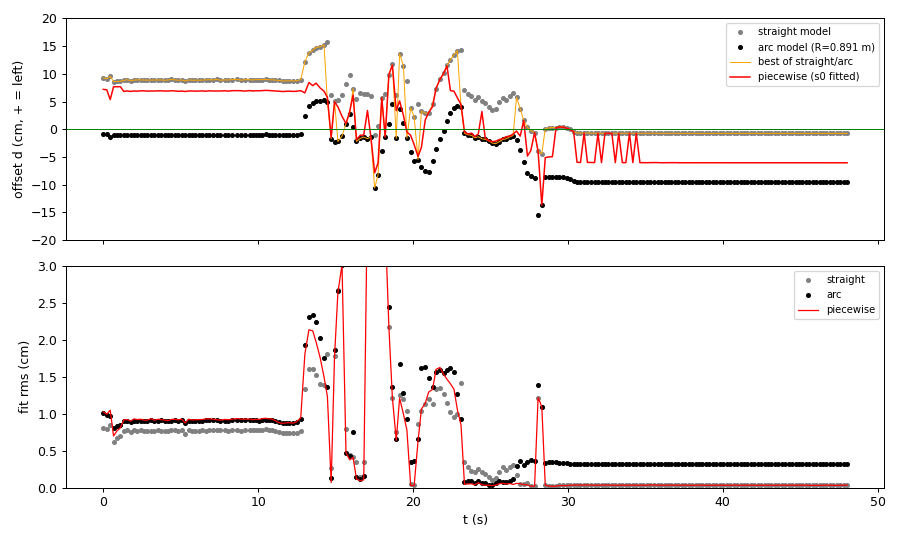 20
15
10
5
0
−5
−10
−15
−20
offset d (cm, + = left)
straight model
arc model (R=0.891 m)
best of straight/arc
piecewise (s0 fitted)
3.0
2.5
2.0
1.5
1.0
0.5
0.0
fit rms (cm)
straight
arc
piecewise
0
10
20
30
40
50
t (s)